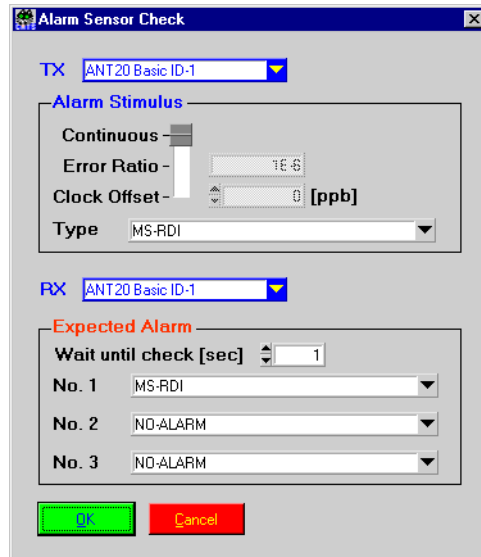 Alarm Sensor Check
TX ANT20 Basic ID-1
Alarm Stimulus
Continuous
Error Ratio 1E-6
Clock Offset 0 [ppb]
Type MS-RDI
RX ANT20 Basic ID-1
Expected Alarm
Wait until check [sec] 1
No. 1 MS-RDI
No. 2 NO-ALARM
No. 3 NO-ALARM
OK Cancel